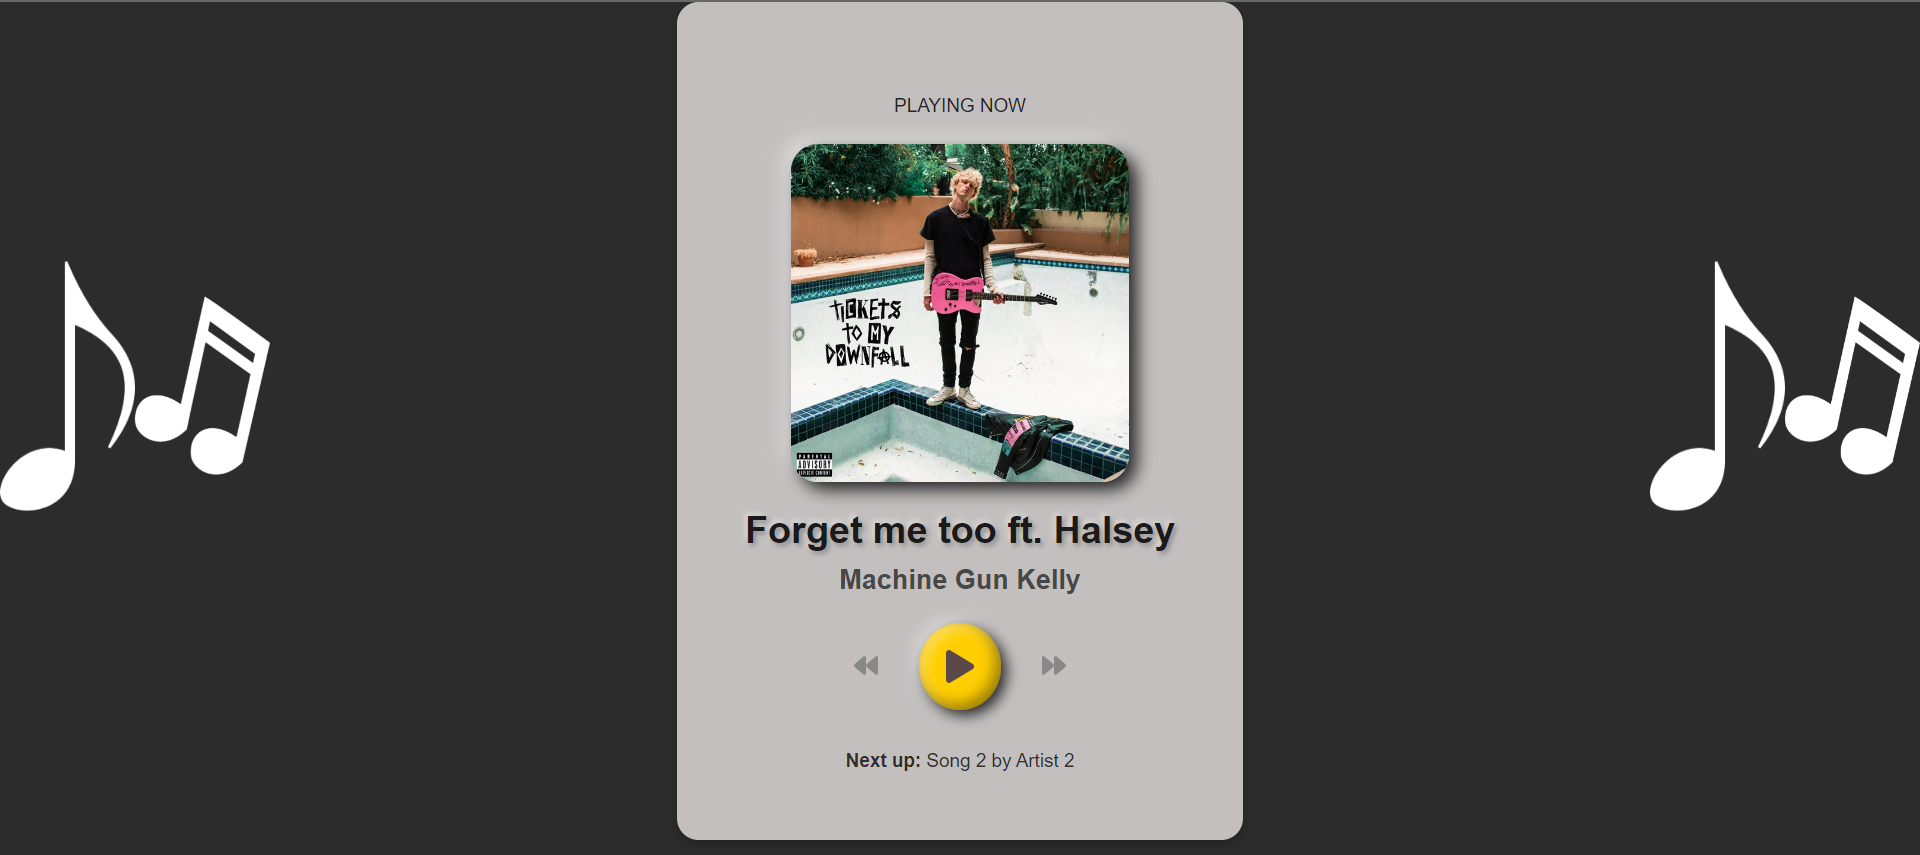 PLAYING NOW
TICKETS
TO MY
DOWNFALL
PARENTAL
ADVISORY
EXPLICIT CONTENT
Forget me too ft. Halsey
Machine Gun Kelly
Next up: Song 2 by Artist 2